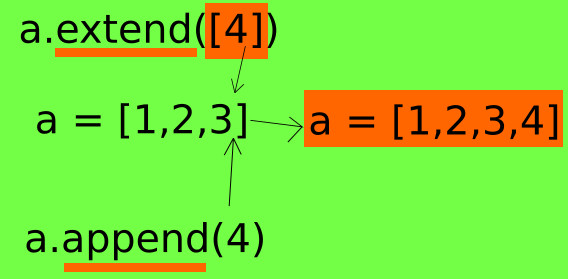 a.extend([4])
a = [1,2,3]
a = [1,2,3,4]
a.append(4)